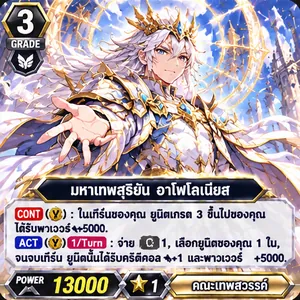 3
GRADE
มหาเทพสุริยัน อาโพโลเนียส
CONT (V) : ในเทิร์นของคุณ ยูนิตเกรด 3 ขึ้นไปของคุณ
ได้รับพาวเวอร์ +5000.
ACT (V) 1/Turn : จ่าย C 1, เลือกยูนิตของคุณ 1 ใบ,
จนจบเทิร์น ยูนิตนั้นได้รับคริติคอล +1 และพาวเวอร์ +5000.
POWER 13000 1 คณะเทพสวรรค์